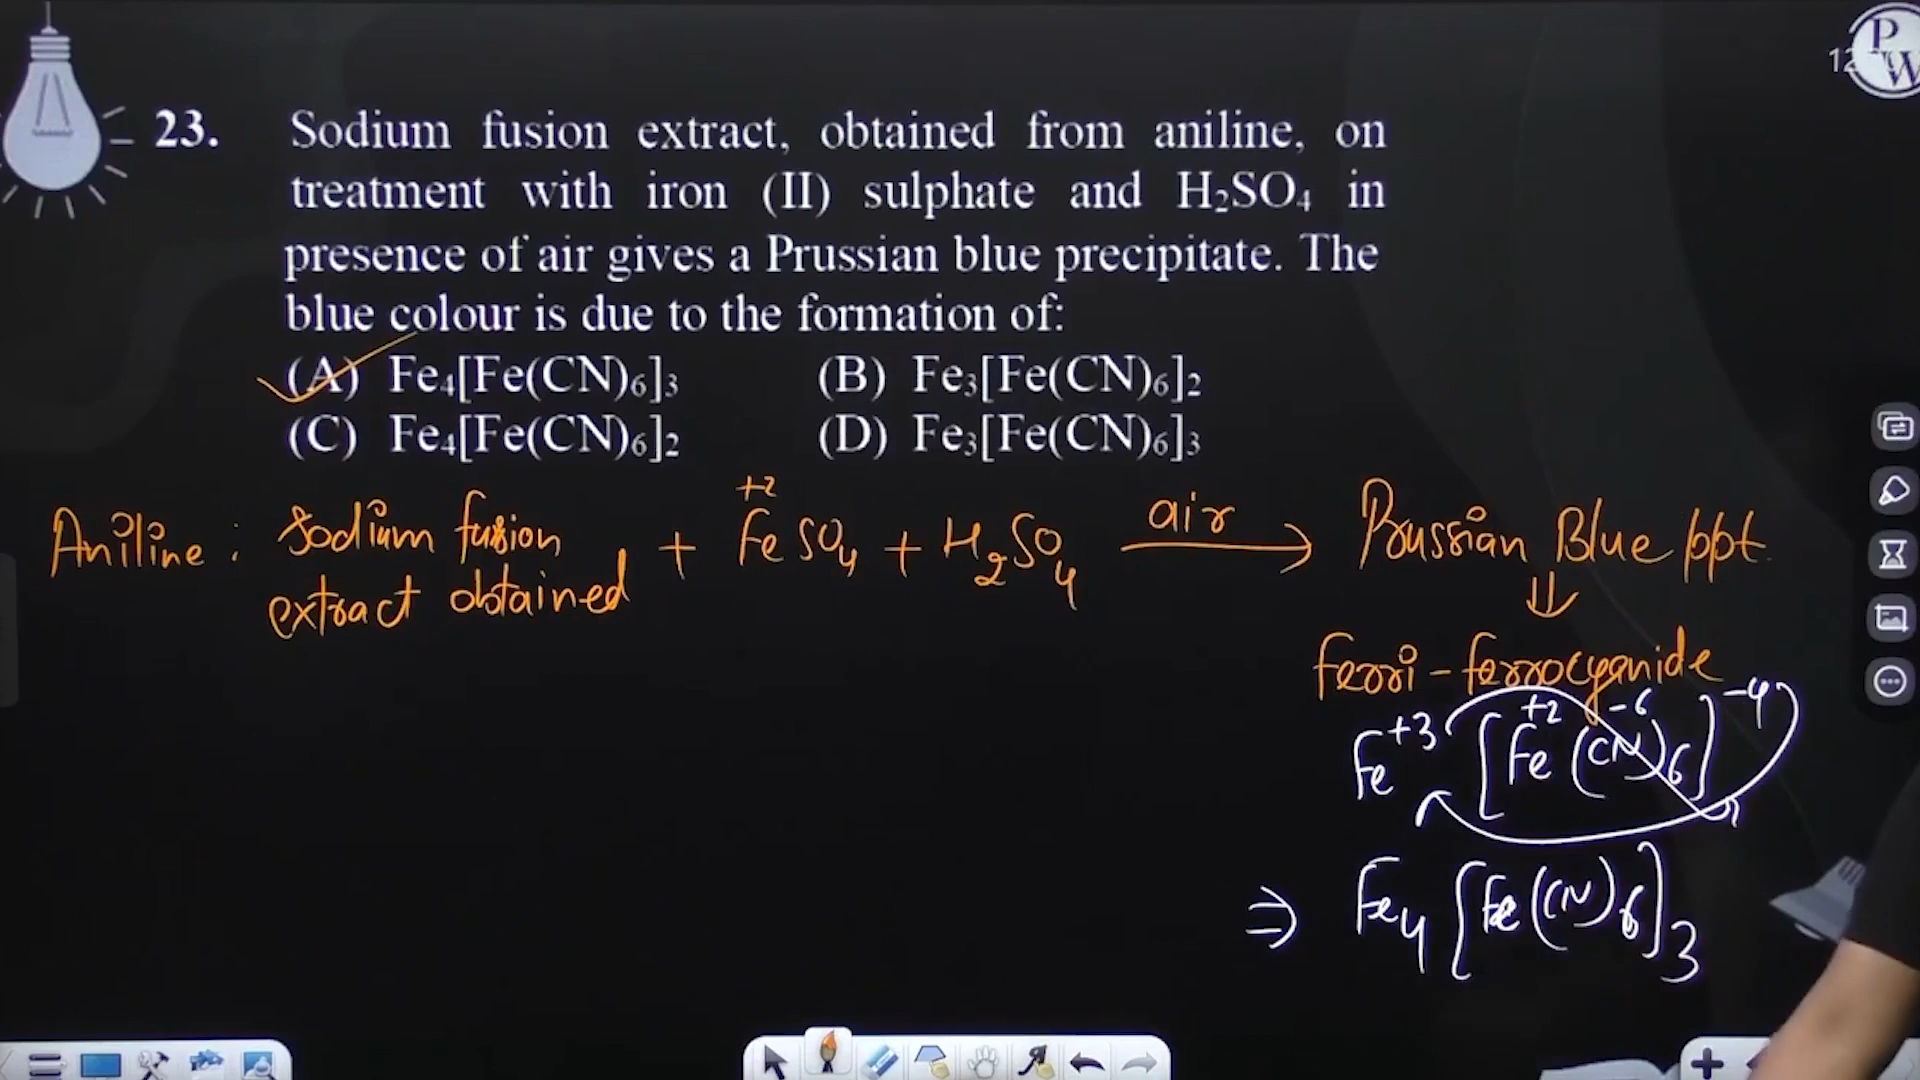 PW
23. Sodium fusion extract, obtained from aniline, on
treatment with iron (II) sulphate and H₂SO₄ in
presence of air gives a Prussian blue precipitate. The
blue colour is due to the formation of:
(A) Fe₄[Fe(CN)₆]₃ (B) Fe₃[Fe(CN)₆]₂
(C) Fe₄[Fe(CN)₆]₂ (D) Fe₃[Fe(CN)₆]₃
Aniline : Sodium fusion extract obtained + Fe⁺²SO₄ + H₂SO₄ air → Prussian Blue ppt.
⇓
Ferri-ferrocyanide
Fe⁺³ [Fe⁺²(CN)₆⁻⁶]⁻⁴
⇒ Fe₄[Fe(CN)₆]₃